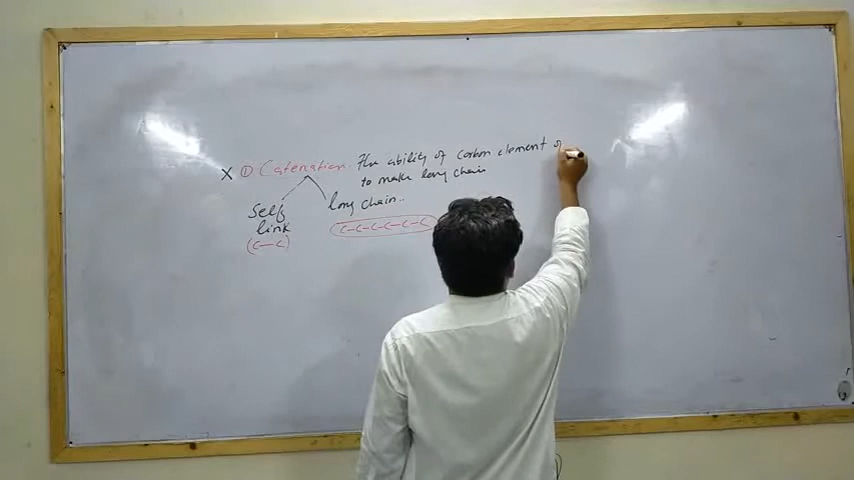 X ① Catenation. The ability of carbon element
to make long chain
Self
link
(C-C)
long chain..
C-C-C-C-C-C